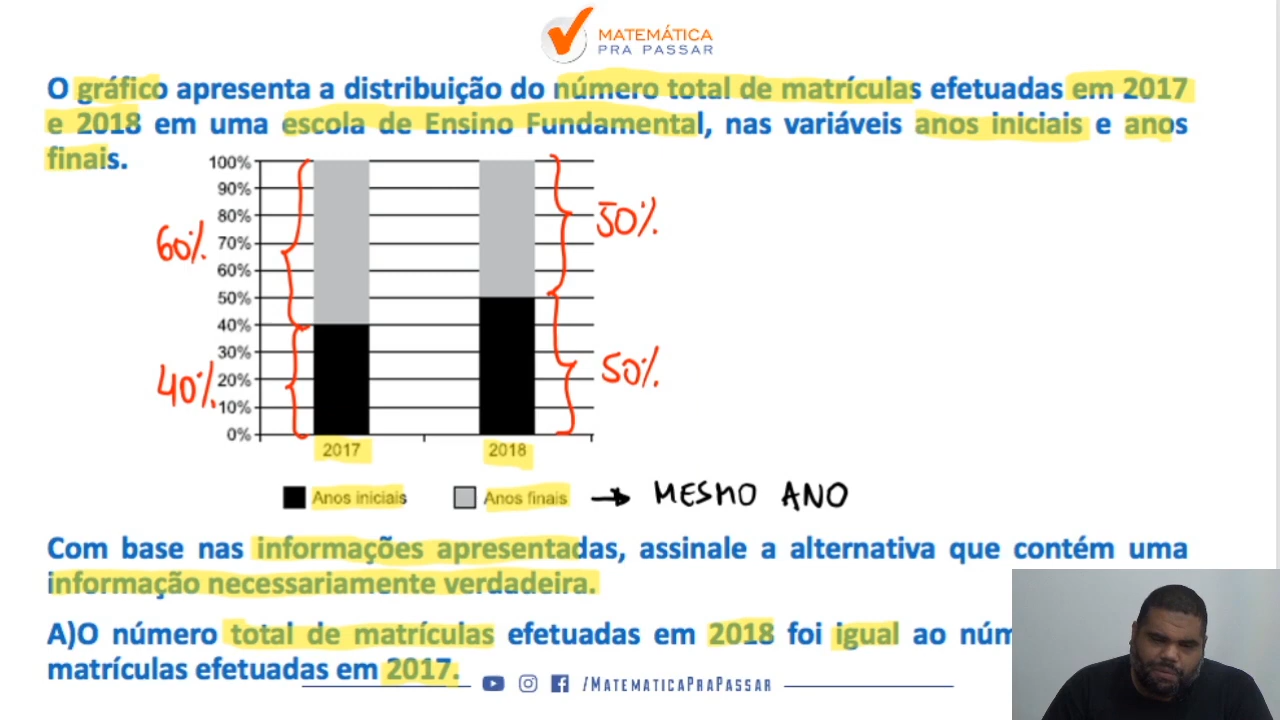 MATEMÁTICA
PRA PASSAR
O gráfico apresenta a distribuição do número total de matrículas efetuadas em 2017
e 2018 em uma escola de Ensino Fundamental, nas variáveis anos iniciais e anos
finais.
100%
90%
80%
70%
60%
50%
40%
30%
20%
10%
0%
60%
40%
50%
50%
2017 2018
Anos iniciais Anos finais → MESMO ANO
Com base nas informações apresentadas, assinale a alternativa que contém uma
informação necessariamente verdadeira.
A)O número total de matrículas efetuadas em 2018 foi igual ao
matrículas efetuadas em 2017.
/MATEMATICAPRAPASSAR